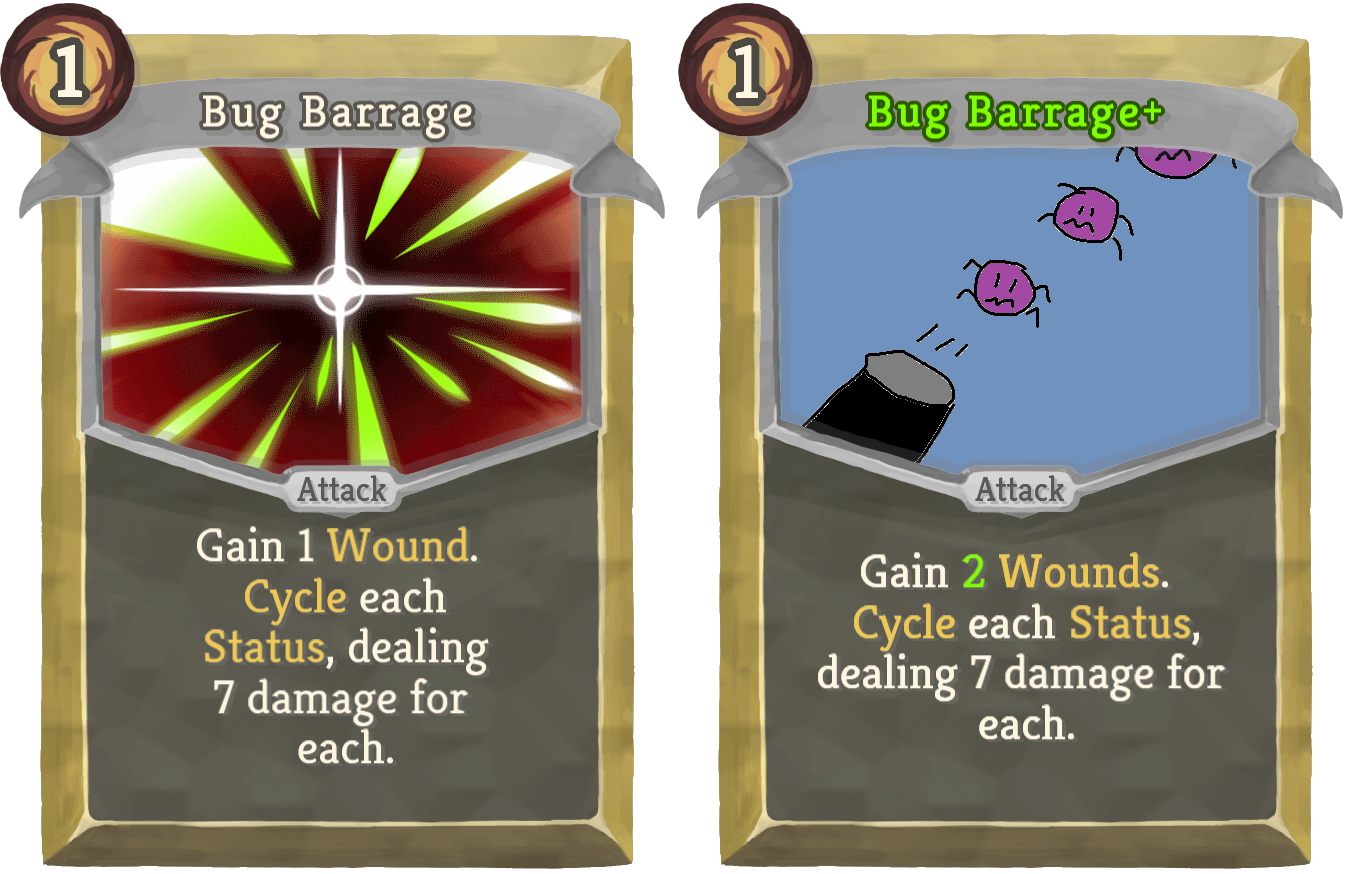 1
Bug Barrage
Attack
Gain 1 Wound.
Cycle each
Status, dealing
7 damage for
each.
1
Bug Barrage+
Attack
Gain 2 Wounds.
Cycle each Status,
dealing 7 damage for
each.